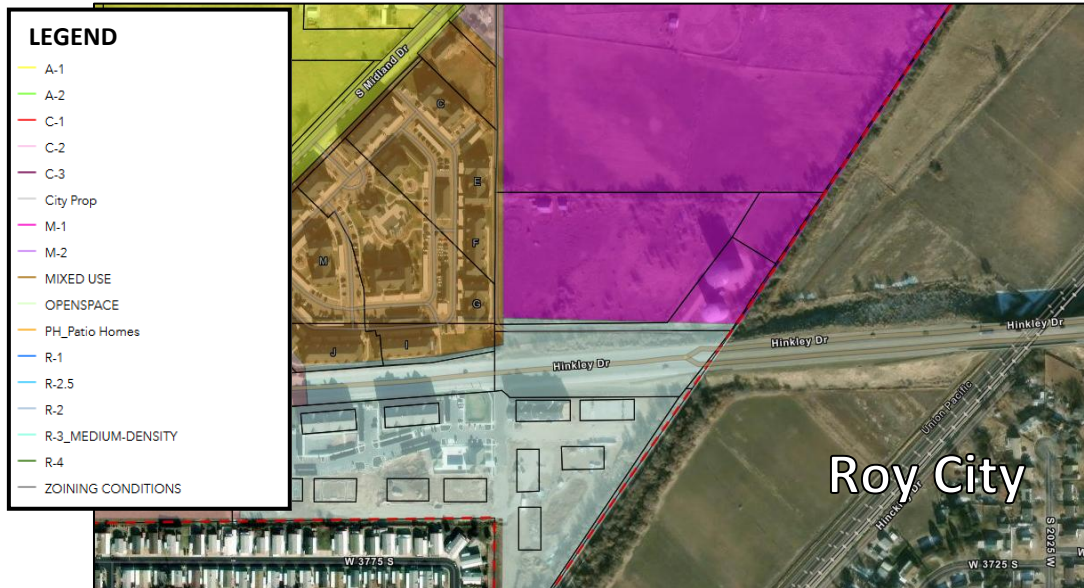 LEGEND
A-1
A-2
C-1
C-2
C-3
City Prop
M-1
M-2
MIXED USE
OPENSPACE
PH_Patio Homes
R-1
R-2.5
R-2
R-3_MEDIUM-DENSITY
R-4
ZOINING CONDITIONS
S Midland Dr
C
E
F
M
G
J
I
Hinkley Dr
Hinkley Dr
Hinkley Dr
Union Pacific
Roy City
Hinckley Dr
S 2025 W
W 3775 S
W 3725 S
W